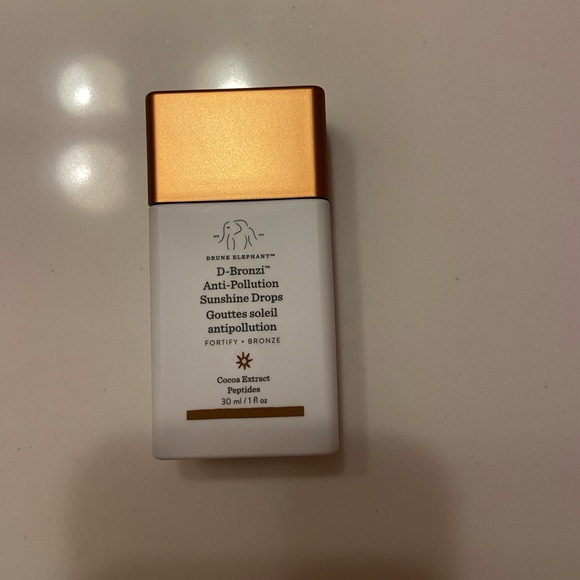 DRUNK ELEPHANT™
D-Bronzi™
Anti-Pollution
Sunshine Drops
Gouttes soleil
antipollution
FORTIFY + BRONZE
Cocoa Extract
Peptides
30 ml / 1 fl oz